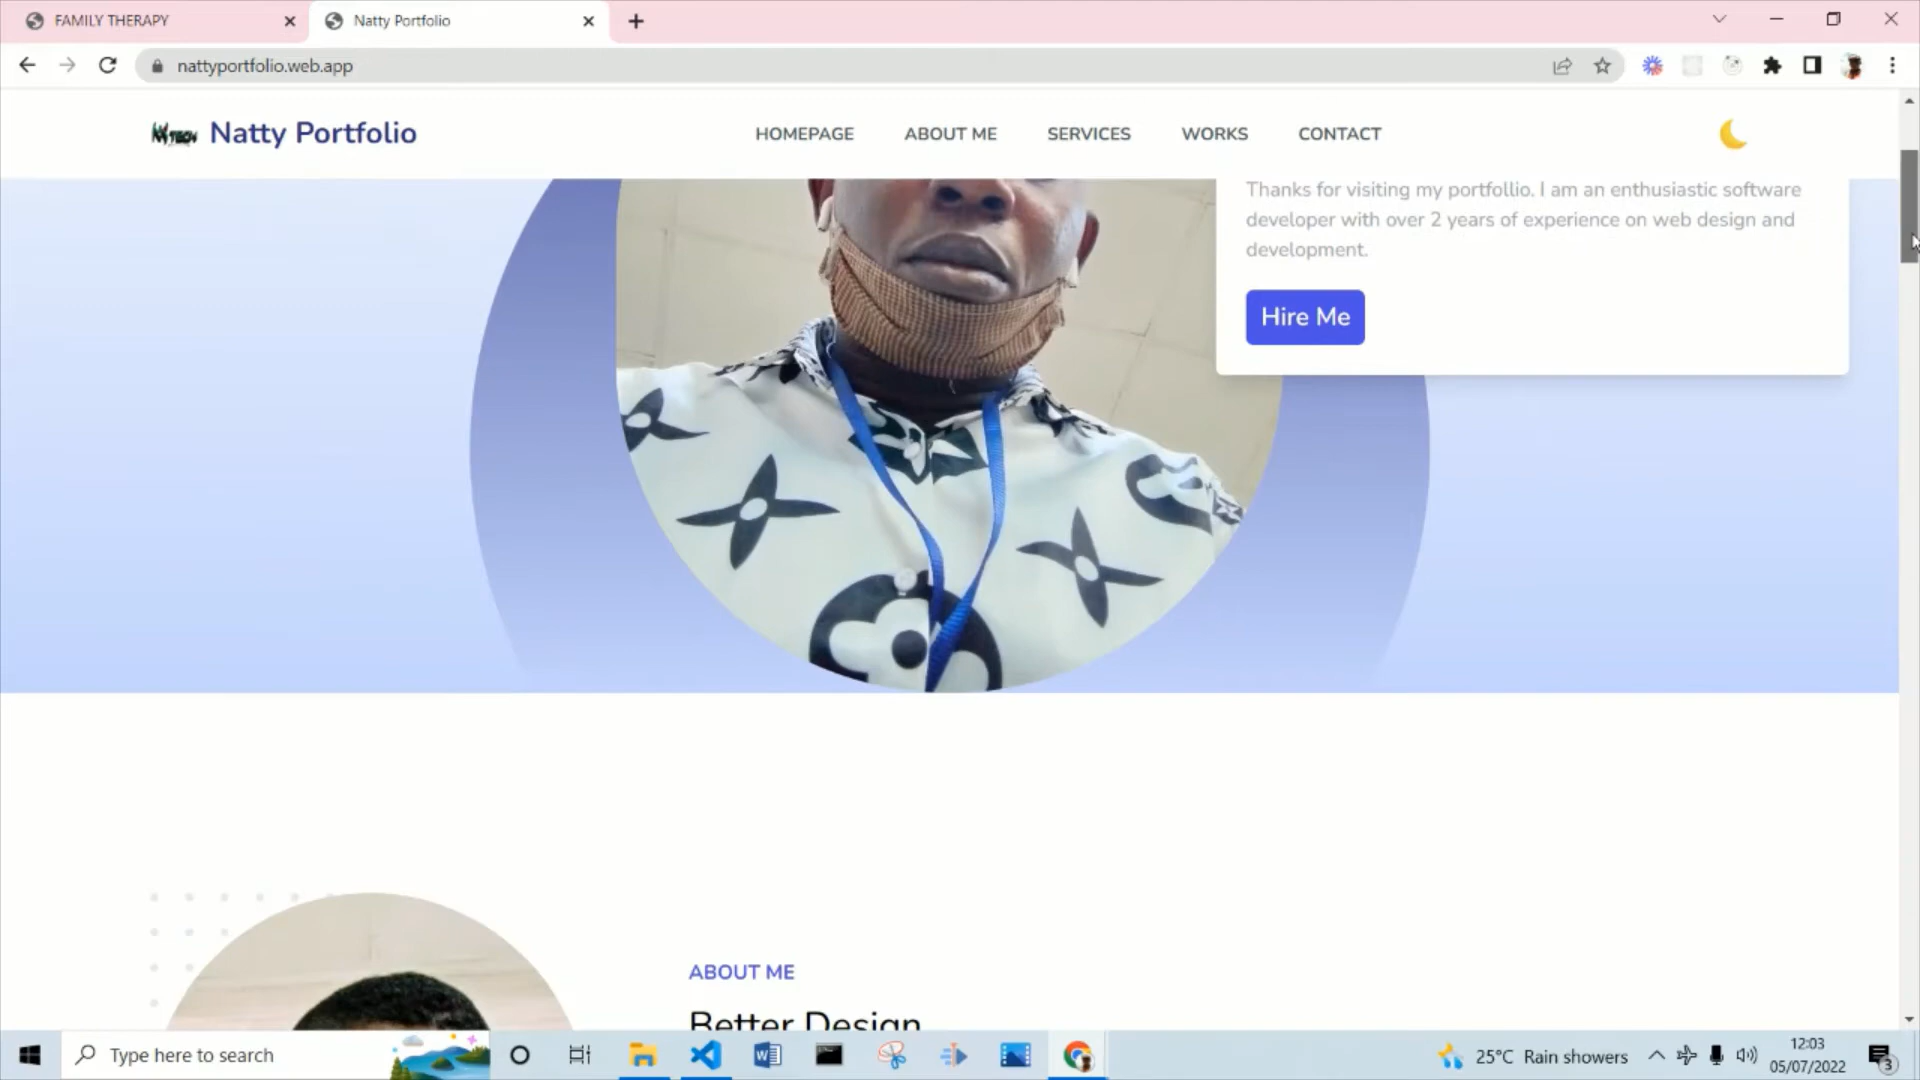 FAMILY THERAPY
Natty Portfolio
nattyportfolio.web.app
Natty Portfolio
HOMEPAGE
ABOUT ME
SERVICES
WORKS
CONTACT
Thanks for visiting my portfollio. I am an enthusiastic software
developer with over 2 years of experience on web design and
development.
Hire Me
ABOUT ME
Better Design
Type here to search
25°C Rain showers
12:03
05/07/2022
3